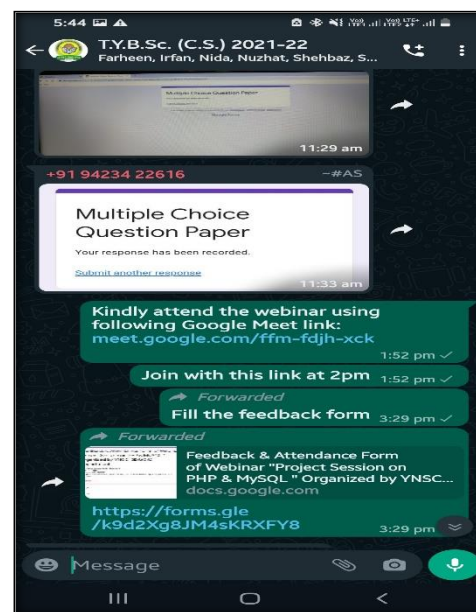 5:44
T.Y.B.Sc. (C.S.) 2021-22
Farheen, Irfan, Nida, Nuzhat, Shehbaz, S...
Multiple Choice Question Paper
11:29 am
+91 94234 22616 ~#AS
Multiple Choice
Question Paper
Your response has been recorded.
Submit another response
11:33 am
Kindly attend the webinar using
following Google Meet link:
meet.google.com/ffm-fdjh-xck
1:52 pm
Join with this link at 2pm 1:52 pm
Forwarded
Fill the feedback form 3:29 pm
Forwarded
Feedback & Attendance Form
of Webinar "Project Session on
PHP & MySQL " Organized by YNSC...
docs.google.com
https://forms.gle
/k9d2Xg8JM4sKRXFY8
3:29 pm
Message